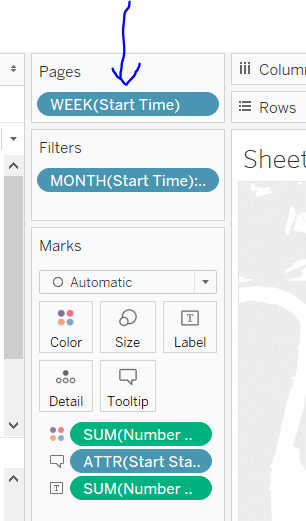 Pages
WEEK(Start Time)
Column
Rows
Filters
MONTH(Start Time):..
Sheet
Marks
Automatic
Color
Size
T
Label
Detail
Tooltip
SUM(Number ..
ATTR(Start Sta..
T
SUM(Number ..